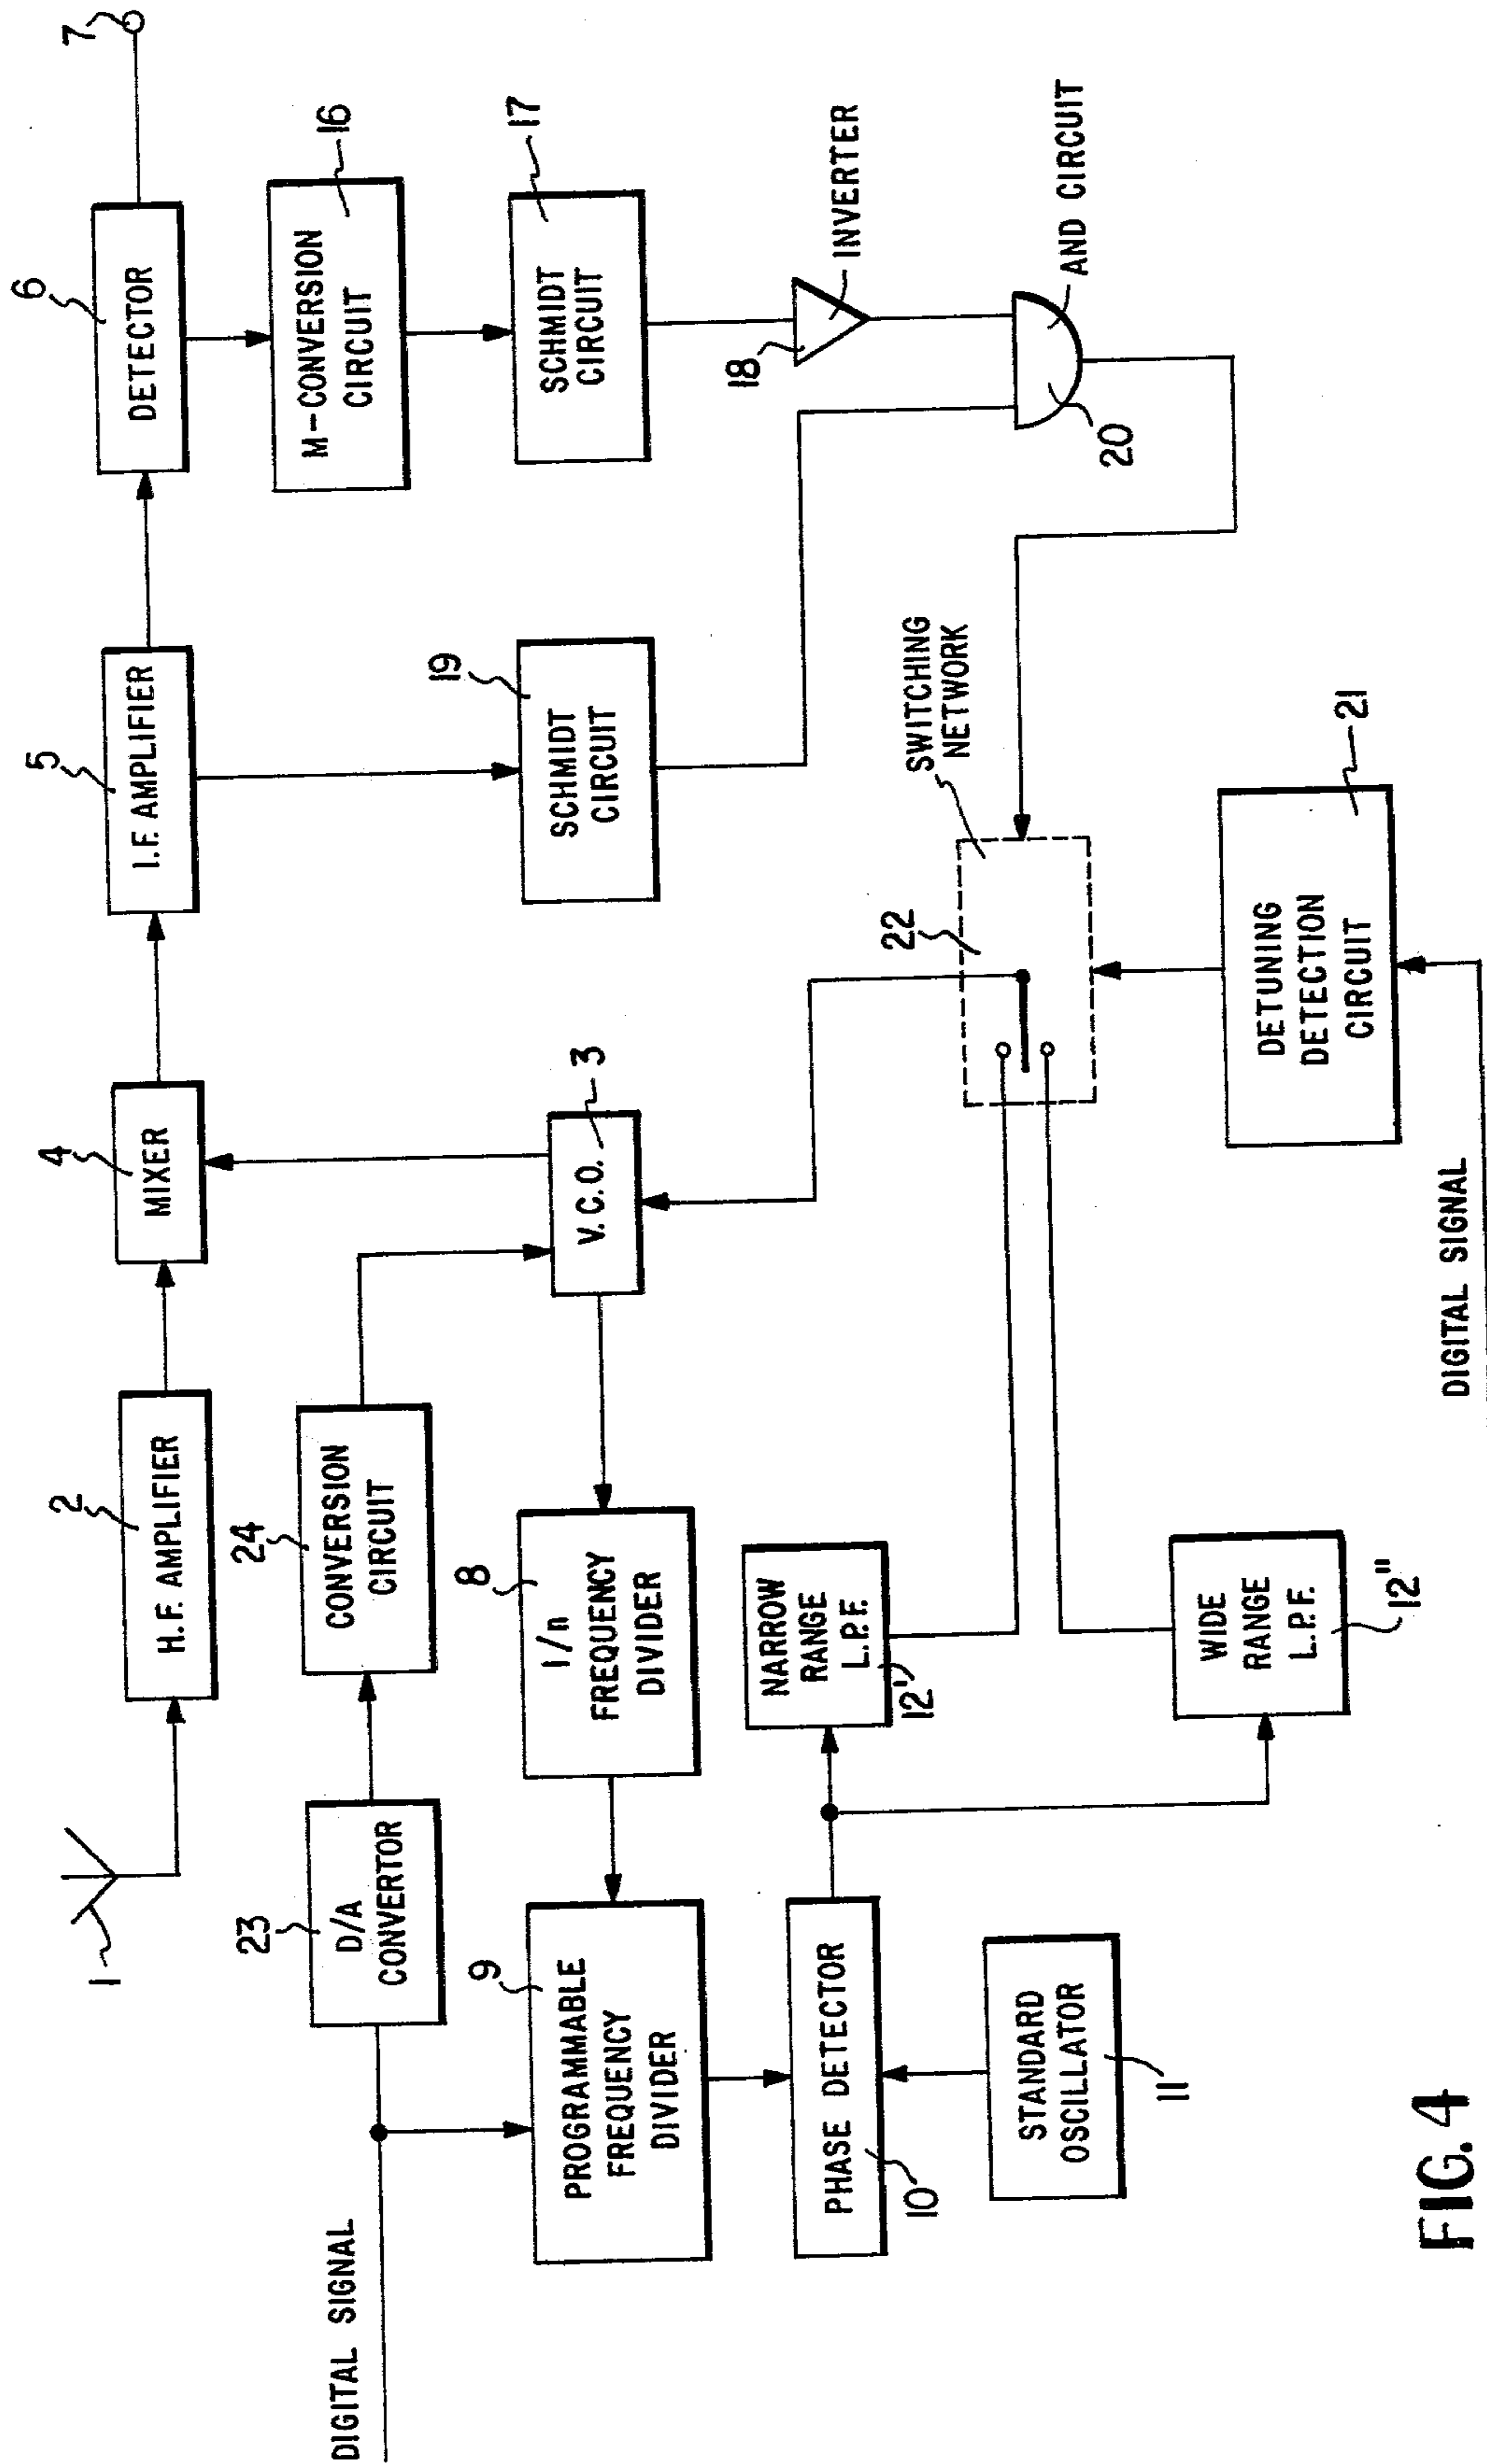 1
2
H.F. AMPLIFIER
4
MIXER
5
I.F. AMPLIFIER
6
DETECTOR
7
23
D/A
CONVERTOR
24
CONVERSION
CIRCUIT
16
M-CONVERSION
CIRCUIT
DIGITAL SIGNAL
9
PROGRAMMABLE
FREQUENCY
DIVIDER
8
1/n
FREQUENCY
DIVIDER
3
V.C.O.
19
SCHMIDT
CIRCUIT
17
SCHMIDT
CIRCUIT
18
INVERTER
10
PHASE DETECTOR
NARROW
RANGE
L.P.F.
12'
22
SWITCHING
NETWORK
20
AND CIRCUIT
STANDARD
OSCILLATOR
11
WIDE
RANGE
L.P.F.
12"
DETUNING
DETECTION
CIRCUIT
21
DIGITAL SIGNAL
FIG. 4